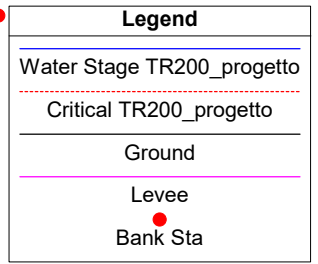 Legend
Water Stage TR200_progetto
Critical TR200_progetto
Ground
Levee
Bank Sta